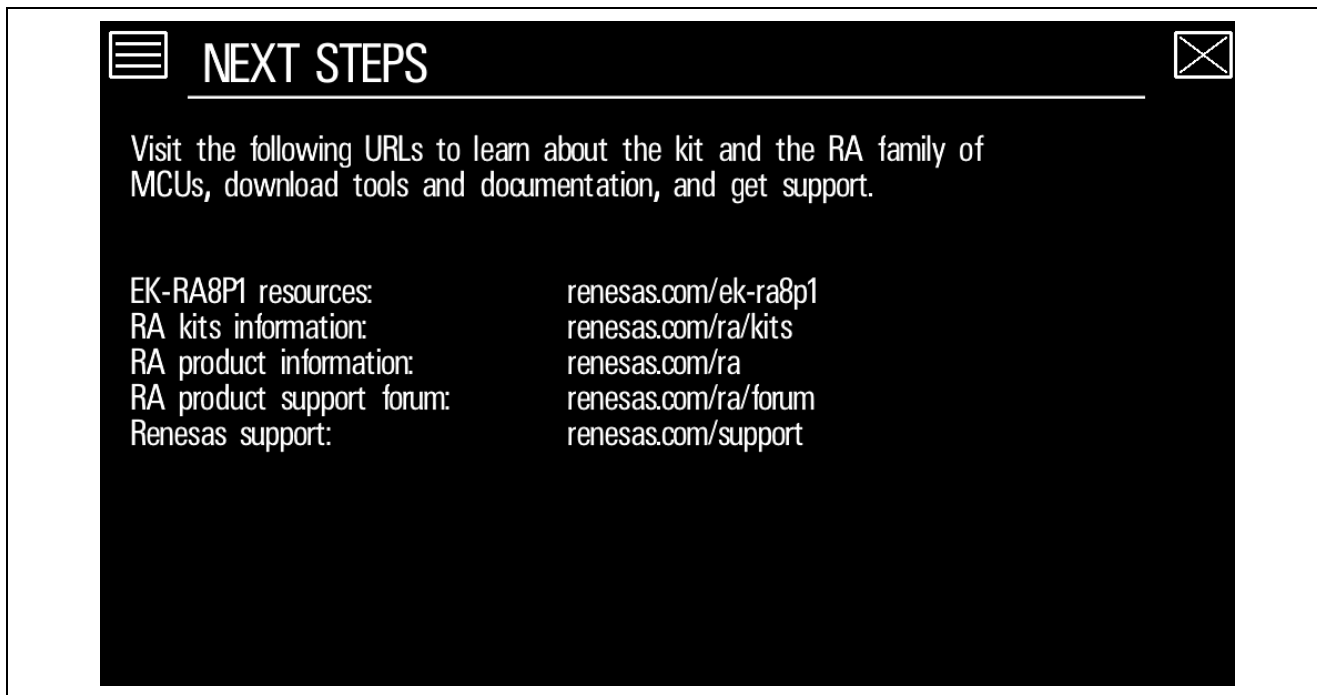 NEXT STEPS
Visit the following URLs to learn about the kit and the RA family of
MCUs, download tools and documentation, and get support.
EK-RA8P1 resources: renesas.com/ek-ra8p1
RA kits information: renesas.com/ra/kits
RA product information: renesas.com/ra
RA product support forum: renesas.com/ra/forum
Renesas support: renesas.com/support